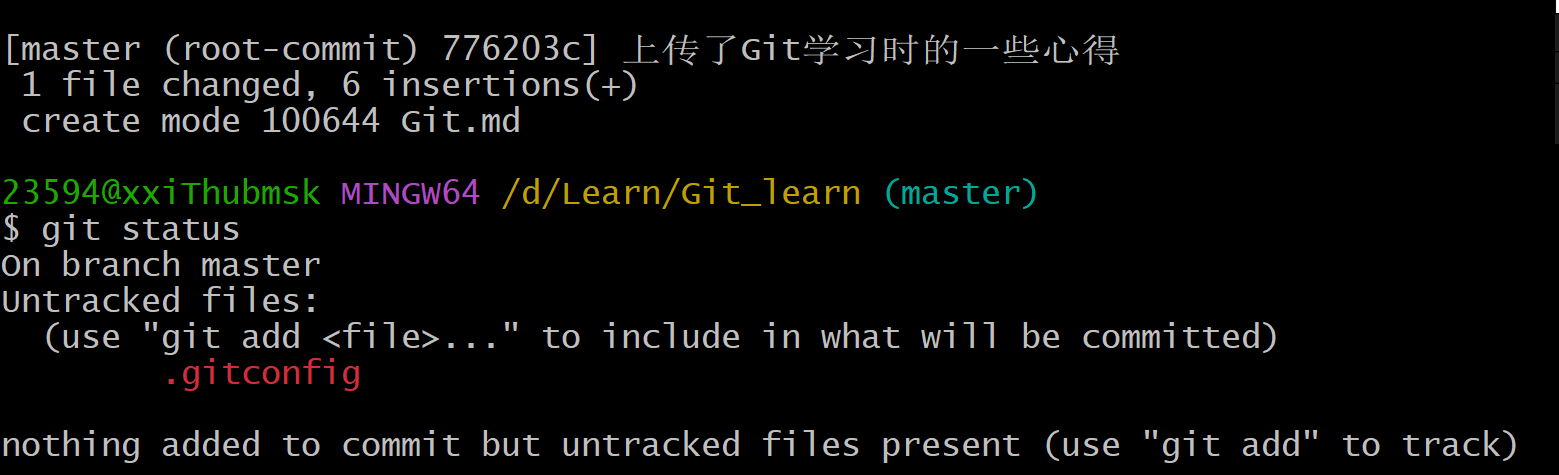 [master (root-commit) 776203c] 上传了Git学习时的一些心得
 1 file changed, 6 insertions(+)
 create mode 100644 Git.md
23594@xxiThubmsk MINGW64 /d/Learn/Git_learn (master)
$ git status
On branch master
Untracked files:
  (use "git add <file>..." to include in what will be committed)
        .gitconfig
nothing added to commit but untracked files present (use "git add" to track)